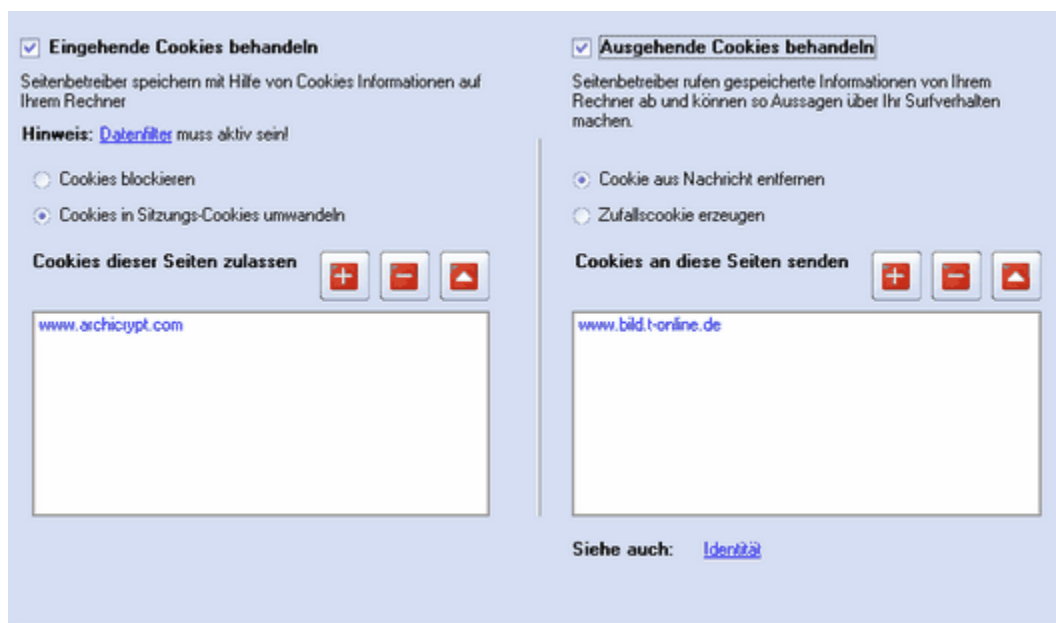 Eingehende Cookies behandeln
Seitenbetreiber speichern mit Hilfe von Cookies Informationen auf
Ihrem Rechner
Hinweis: Datenfilter muss aktiv sein!
Cookies blockieren
Cookies in Sitzungs-Cookies umwandeln
Cookies dieser Seiten zulassen
www.archicrypt.com
Ausgehende Cookies behandeln
Seitenbetreiber rufen gespeicherte Informationen von Ihrem
Rechner ab und können so Aussagen über Ihr Surfverhalten
machen.
Cookie aus Nachricht entfernen
Zufallscookie erzeugen
Cookies an diese Seiten senden
www.bild.t-online.de
Siehe auch: Identität